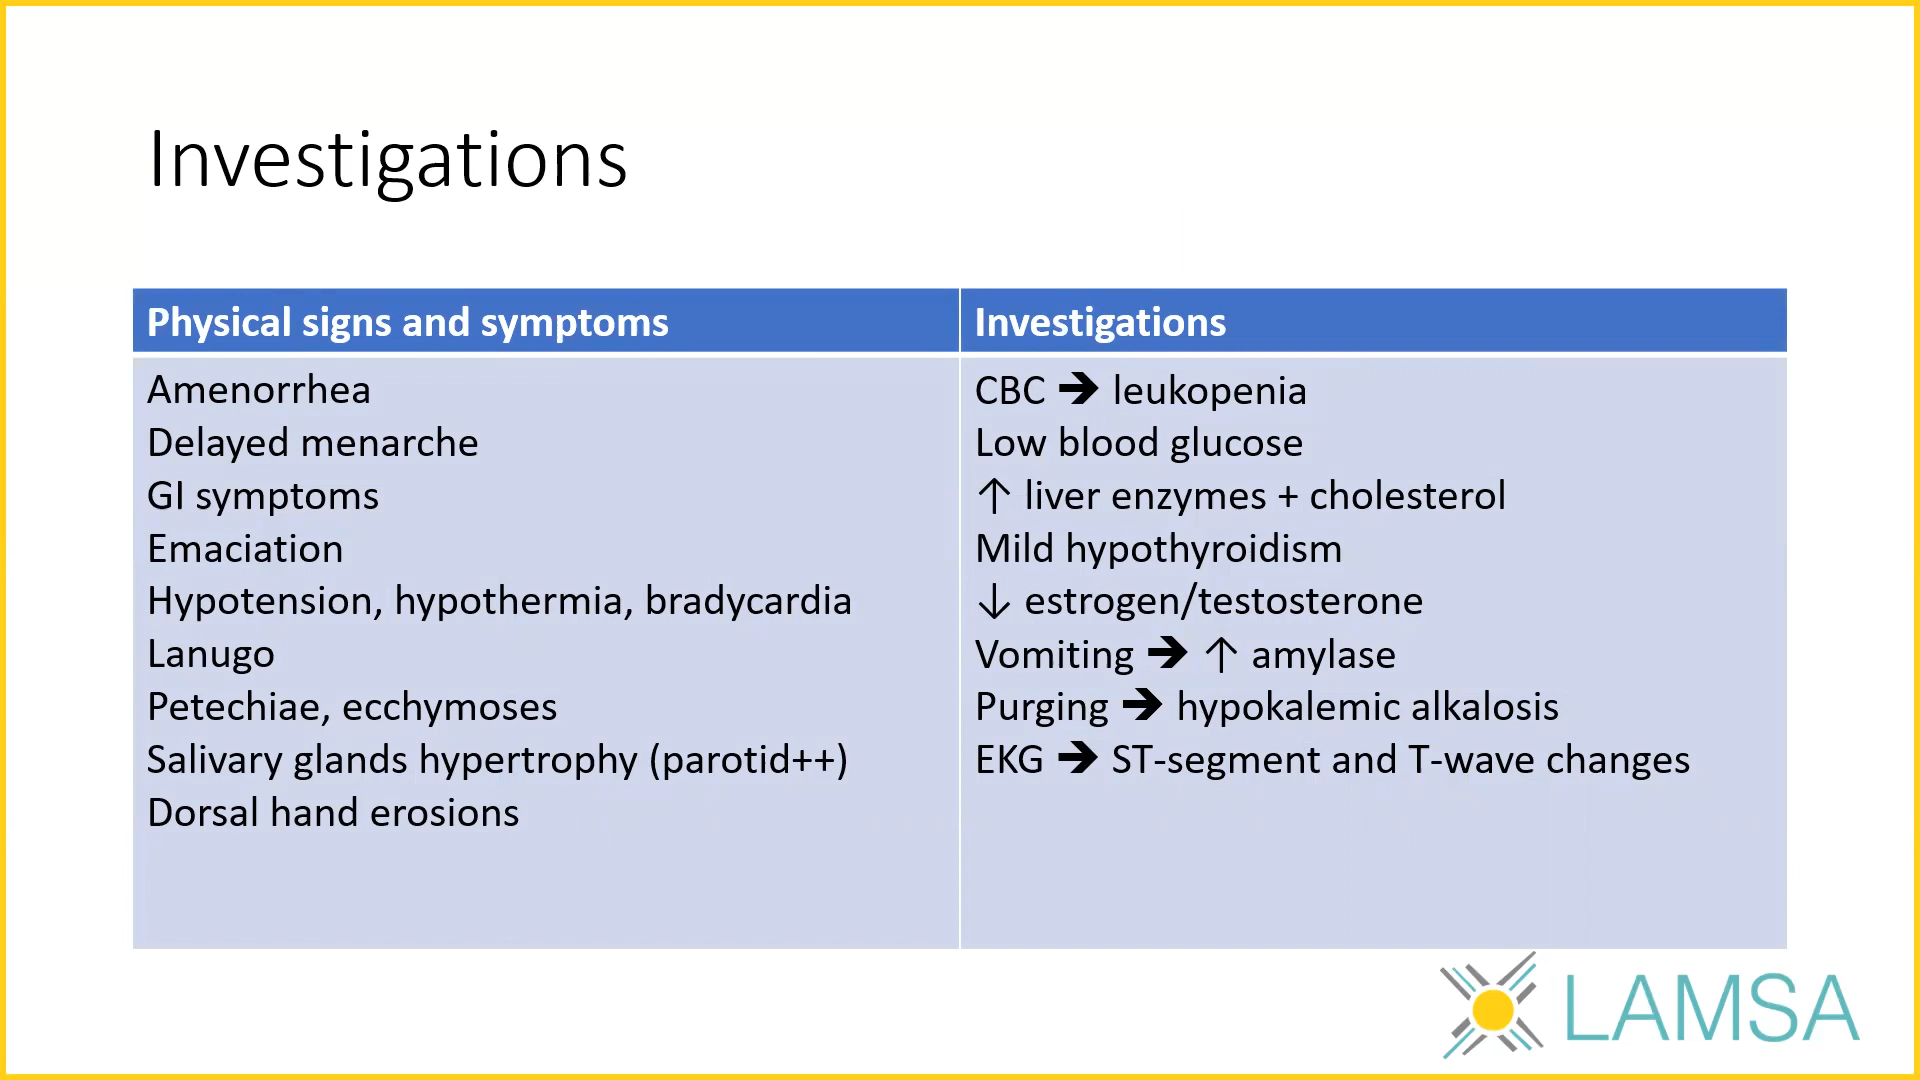 Investigations
Physical signs and symptoms
Amenorrhea
Delayed menarche
GI symptoms
Emaciation
Hypotension, hypothermia, bradycardia
Lanugo
Petechiae, ecchymoses
Salivary glands hypertrophy (parotid++)
Dorsal hand erosions
Investigations
CBC 🡺 leukopenia
Low blood glucose
↑ liver enzymes + cholesterol
Mild hypothyroidism
↓ estrogen/testosterone
Vomiting 🡺 ↑ amylase
Purging 🡺 hypokalemic alkalosis
EKG 🡺 ST-segment and T-wave changes
LAMSA